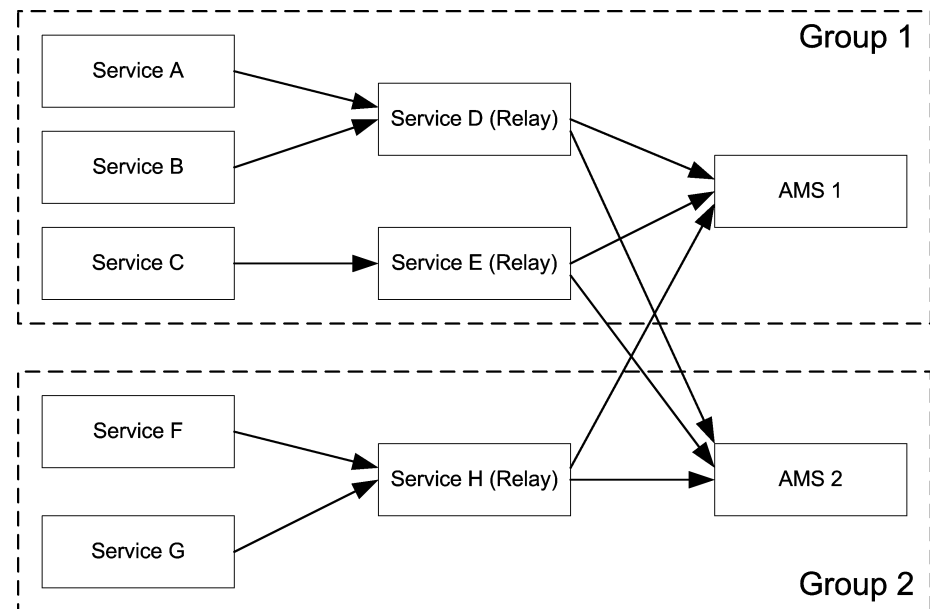 Group 1
Service A
Service D (Relay)
Service B
AMS 1
Service C
Service E (Relay)
Service F
Service H (Relay)
AMS 2
Service G
Group 2